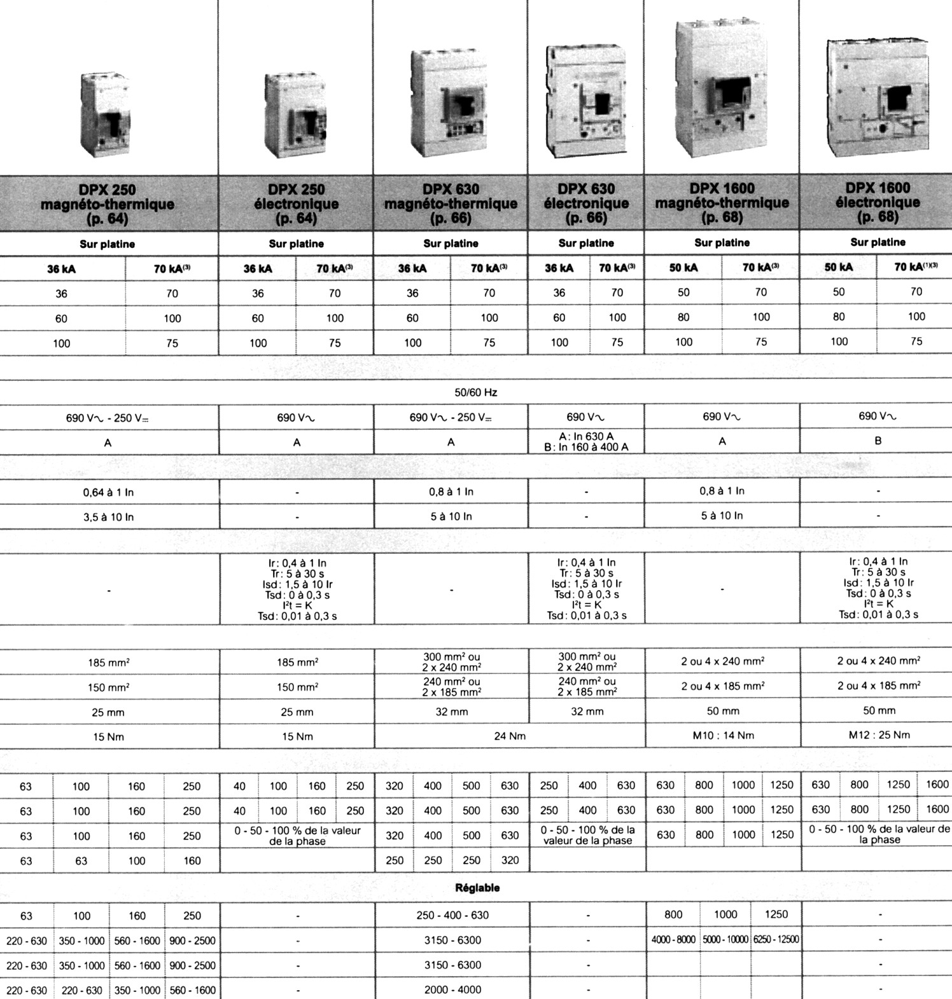 DPX 250 magnéto-thermique (p. 64) DPX 250 électronique (p. 64) DPX 630 magnéto-thermique (p. 66) DPX 630 électronique (p. 66) DPX 1600 magnéto-thermique (p. 68) DPX 1600 électronique (p. 68)
Sur platine Sur platine Sur platine Sur platine Sur platine Sur platine
36 kA 70 kA(3) 36 kA 70 kA(3) 36 kA 70 kA(3) 36 kA 70 kA(3) 50 kA 70 kA(3) 50 kA 70 kA(1)(3)
36 70 36 70 36 70 36 70 50 70 50 70
60 100 60 100 60 100 60 100 80 100 80 100
100 75 100 75 100 75 100 75 100 75 100 75
50/60 Hz
690 V~ - 250 V⎓ 690 V~ 690 V~ - 250 V⎓ 690 V~ 690 V~ 690 V~
A A A A : In 630 A B : In 160 à 400 A A B
0,64 à 1 In - 0,8 à 1 In - 0,8 à 1 In -
3,5 à 10 In - 5 à 10 In - 5 à 10 In -
- Ir : 0,4 à 1 In Tr : 5 à 30 s Isd : 1,5 à 10 Ir Tsd : 0 à 0,3 s I²t = K Tsd : 0,01 à 0,3 s - Ir : 0,4 à 1 In Tr : 5 à 30 s Isd : 1,5 à 10 Ir Tsd : 0 à 0,3 s I²t = K Tsd : 0,01 à 0,3 s - Ir : 0,4 à 1 In Tr : 5 à 30 s Isd : 1,5 à 10 Ir Tsd : 0 à 0,3 s I²t = K Tsd : 0,01 à 0,3 s
185 mm² 185 mm² 300 mm² ou 2 x 240 mm² 300 mm² ou 2 x 240 mm² 2 ou 4 x 240 mm² 2 ou 4 x 240 mm²
150 mm² 150 mm² 240 mm² ou 2 x 185 mm² 240 mm² ou 2 x 185 mm² 2 ou 4 x 185 mm² 2 ou 4 x 185 mm²
25 mm 25 mm 32 mm 32 mm 50 mm 50 mm
15 Nm 15 Nm 24 Nm M10 : 14 Nm M12 : 25 Nm
63 100 160 250 40 100 160 250 320 400 500 630 250 400 630 630 800 1000 1250 630 800 1250 1600
63 100 160 250 40 100 160 250 320 400 500 630 250 400 630 630 800 1000 1250 630 800 1250 1600
63 100 160 250 0 - 50 - 100 % de la valeur de la phase 320 400 500 630 0 - 50 - 100 % de la valeur de la phase 630 800 1000 1250 0 - 50 - 100 % de la valeur de la phase
63 63 100 160 250 250 250 320
Réglable
63 100 160 250 - 250 - 400 - 630 - 800 1000 1250 -
220 - 630 350 - 1000 560 - 1600 900 - 2500 - 3150 - 6300 - 4000 - 8000 5000 - 10000 6250 - 12500 -
220 - 630 350 - 1000 560 - 1600 900 - 2500 - 3150 - 6300 - -
220 - 630 220 - 630 350 - 1000 560 - 1600 - 2000 - 4000 - -